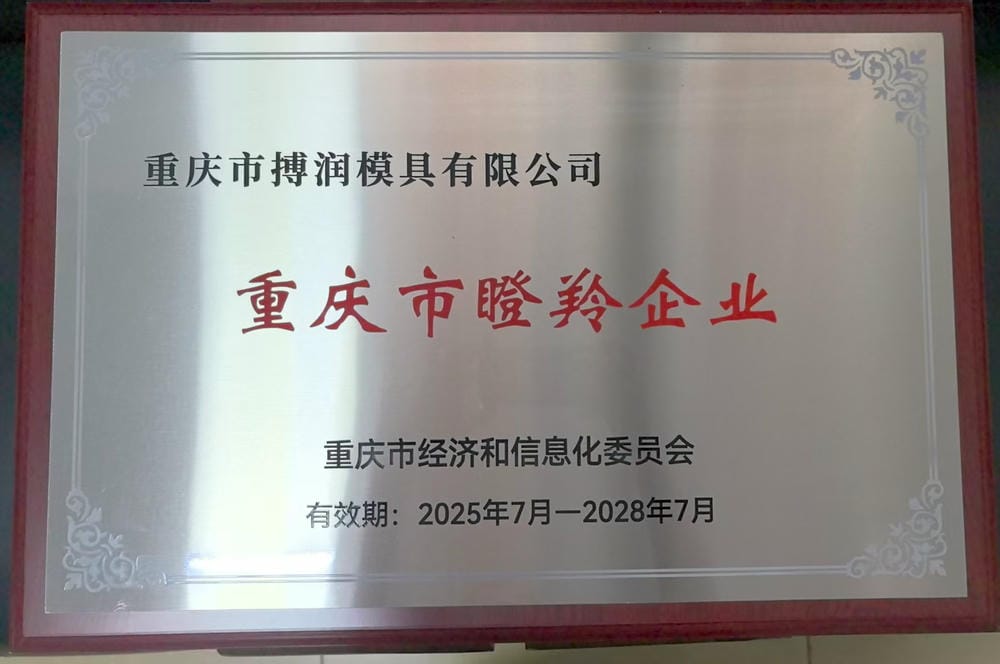 重庆市搏润模具有限公司
重庆市瞪羚企业
重庆市经济和信息化委员会
有效期：2025年7月—2028年7月